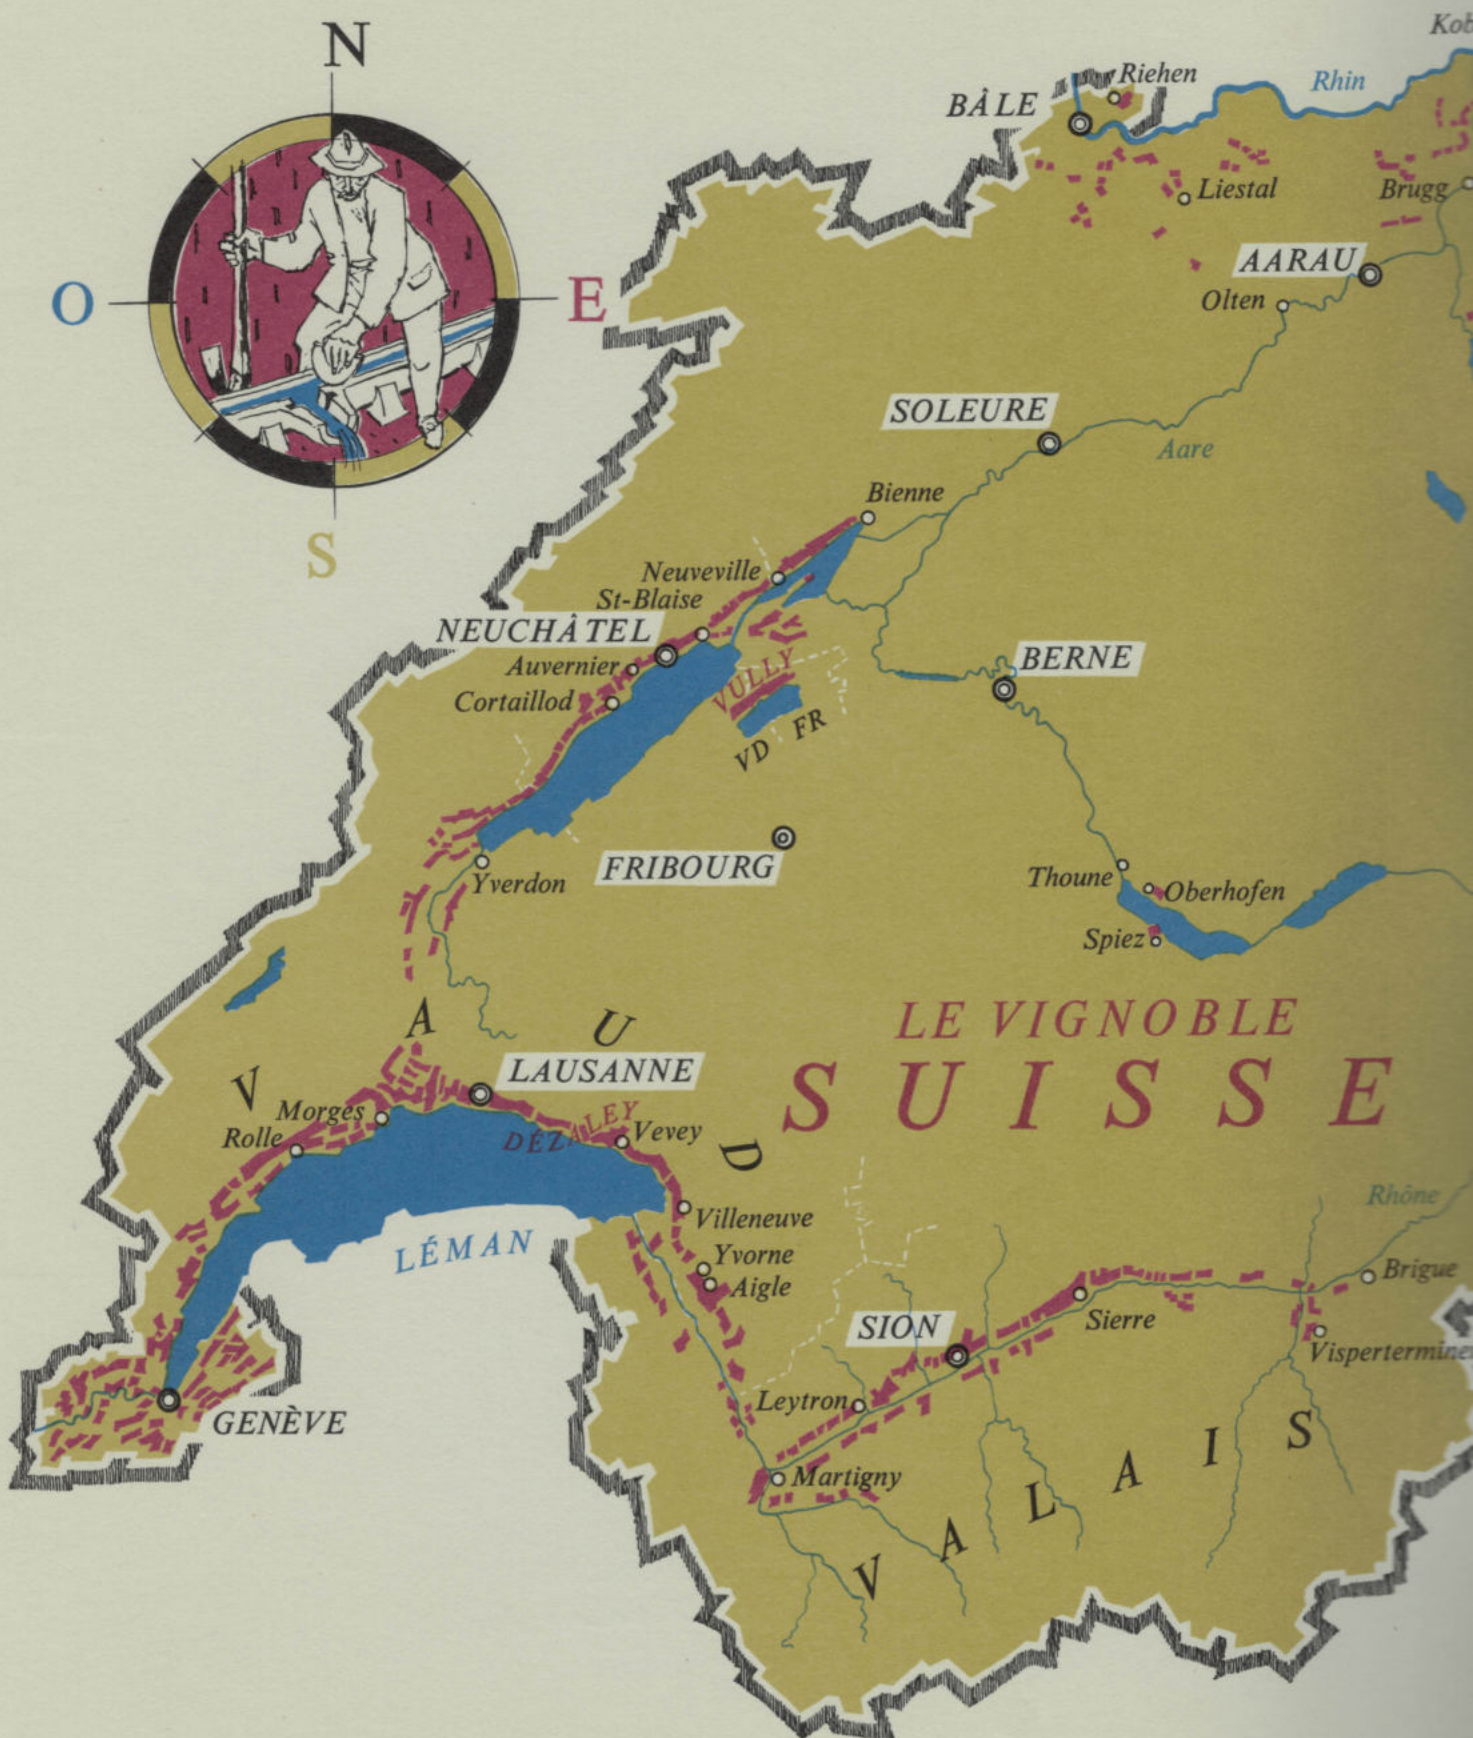 N
Kob
Riehen
Rhin
BÂLE
Liestal
Brugg
O
E
AARAU
Olten
SOLEURE
Aare
Bienne
S
Neuveville
St-Blaise
NEUCHÂTEL
Auvernier
BERNE
VULLY
Cortaillod
VD FR
FRIBOURG
Yverdon
Thoune
Oberhofen
Spiez
VAUD
LE VIGNOBLE
SUISSE
LAUSANNE
Morges
Rolle
DÉZALEY
Vevey
Rhône
Villeneuve
LÉMAN
Yvorne
Aigle
Brigue
SION
Sierre
Vispertermine
Leytron
GENÈVE
Martigny
VALAIS